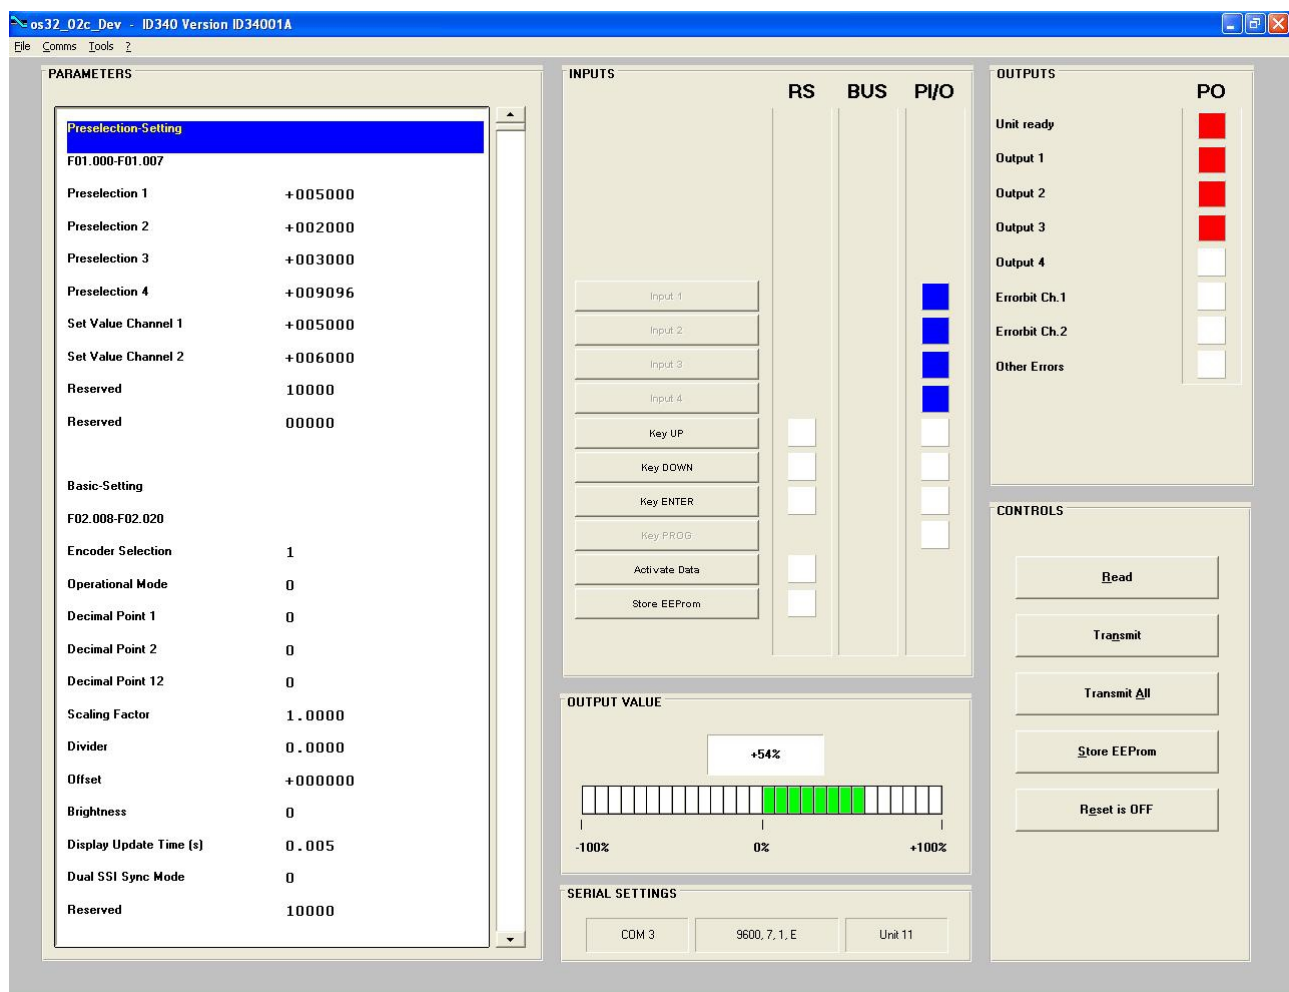 os32_02c_Dev - ID340 Version ID34001A
File Comms Tools ?
PARAMETERS
Preselection-Setting
F01.000-F01.007
Preselection 1 +005000
Preselection 2 +002000
Preselection 3 +003000
Preselection 4 +009096
Set Value Channel 1 +005000
Set Value Channel 2 +006000
Reserved 10000
Reserved 00000
Basic-Setting
F02.008-F02.020
Encoder Selection 1
Operational Mode 0
Decimal Point 1 0
Decimal Point 2 0
Decimal Point 12 0
Scaling Factor 1.0000
Divider 0.0000
Offset +000000
Brightness 0
Display Update Time (s) 0.005
Dual SSI Sync Mode 0
Reserved 10000
INPUTS
RS BUS PI/O
Input 1
Input 2
Input 3
Input 4
Key UP
Key DOWN
Key ENTER
Key PROG
Activate Data
Store EEProm
OUTPUT VALUE
+54%
-100% 0% +100%
SERIAL SETTINGS
COM 3 9600, 7, 1, E Unit 11
OUTPUTS
PO
Unit ready
Output 1
Output 2
Output 3
Output 4
Errorbit Ch.1
Errorbit Ch.2
Other Errors
CONTROLS
Read
Transmit
Transmit All
Store EEProm
Reset is OFF